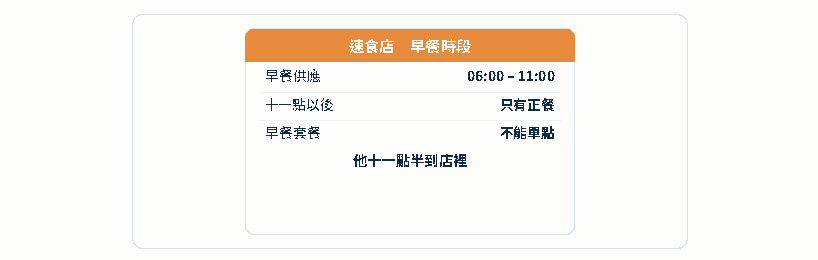 速食店　早餐時段
早餐供應 06:00 – 11:00
十一點以後 只有正餐
早餐套餐 不能單點
他十一點半到店裡